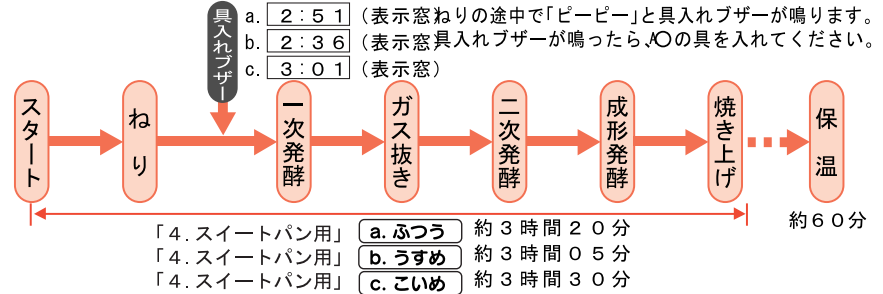 具入れブザー
a. 2:51 (表示窓 ねりの途中で「ピーピー」と具入れブザーが鳴ります。
b. 2:36 (表示窓 具入れブザーが鳴ったら、の具を入れてください。
c. 3:01 (表示窓)
スタート
ねり
一次発酵
ガス抜き
二次発酵
成形発酵
焼き上げ
保温
約60分
「4.スイートパン用」 a.ふつう 約3時間20分
「4.スイートパン用」 b.うすめ 約3時間05分
「4.スイートパン用」 c.こいめ 約3時間30分